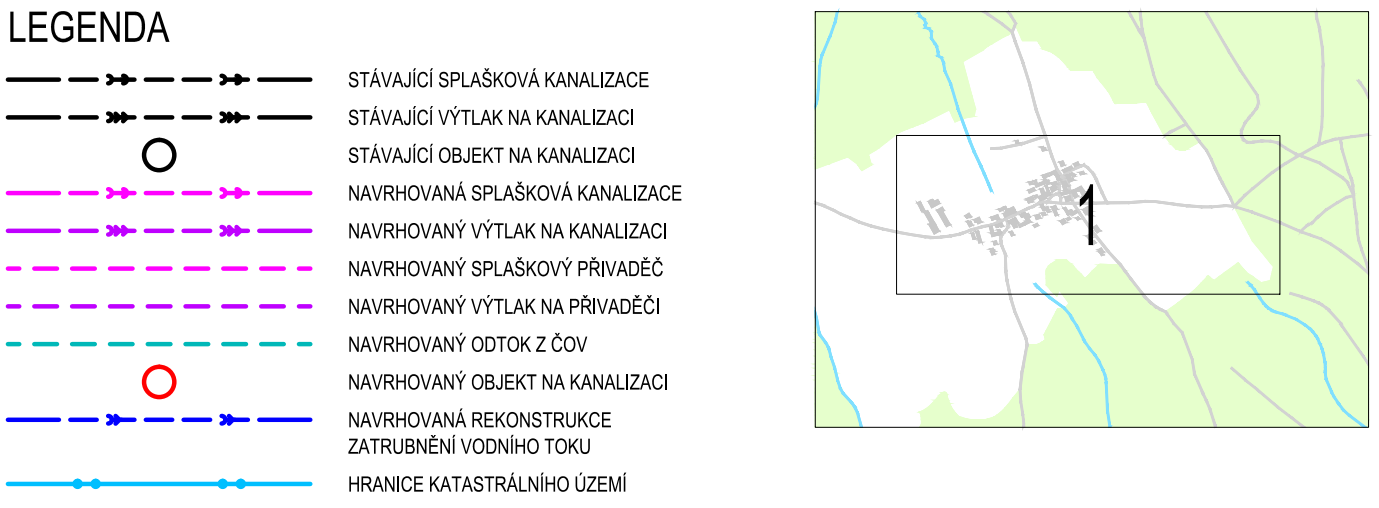 LEGENDA
STÁVAJÍCÍ SPLAŠKOVÁ KANALIZACE
STÁVAJÍCÍ VÝTLAK NA KANALIZACI
STÁVAJÍCÍ OBJEKT NA KANALIZACI
NAVRHOVANÁ SPLAŠKOVÁ KANALIZACE
NAVRHOVANÝ VÝTLAK NA KANALIZACI
NAVRHOVANÝ SPLAŠKOVÝ PŘIVADĚČ
NAVRHOVANÝ VÝTLAK NA PŘIVADĚČI
NAVRHOVANÝ ODTOK Z ČOV
NAVRHOVANÝ OBJEKT NA KANALIZACI
NAVRHOVANÁ REKONSTRUKCE
ZATRUBNĚNÍ VODNÍHO TOKU
HRANICE KATASTRÁLNÍHO ÚZEMÍ
1